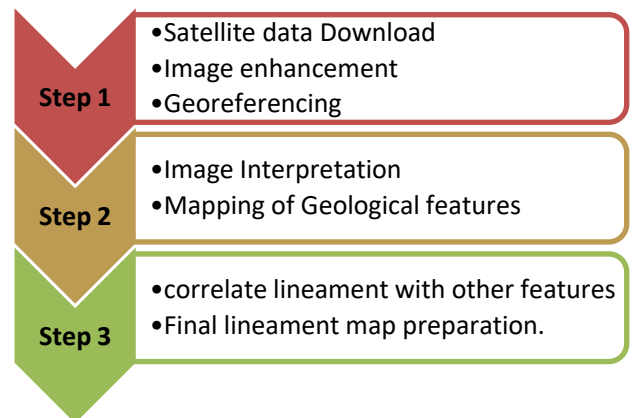 Step 1
•Satellite data Download
•Image enhancement
•Georeferencing
Step 2
•Image Interpretation
•Mapping of Geological features
Step 3
•correlate lineament with other features
•Final lineament map preparation.